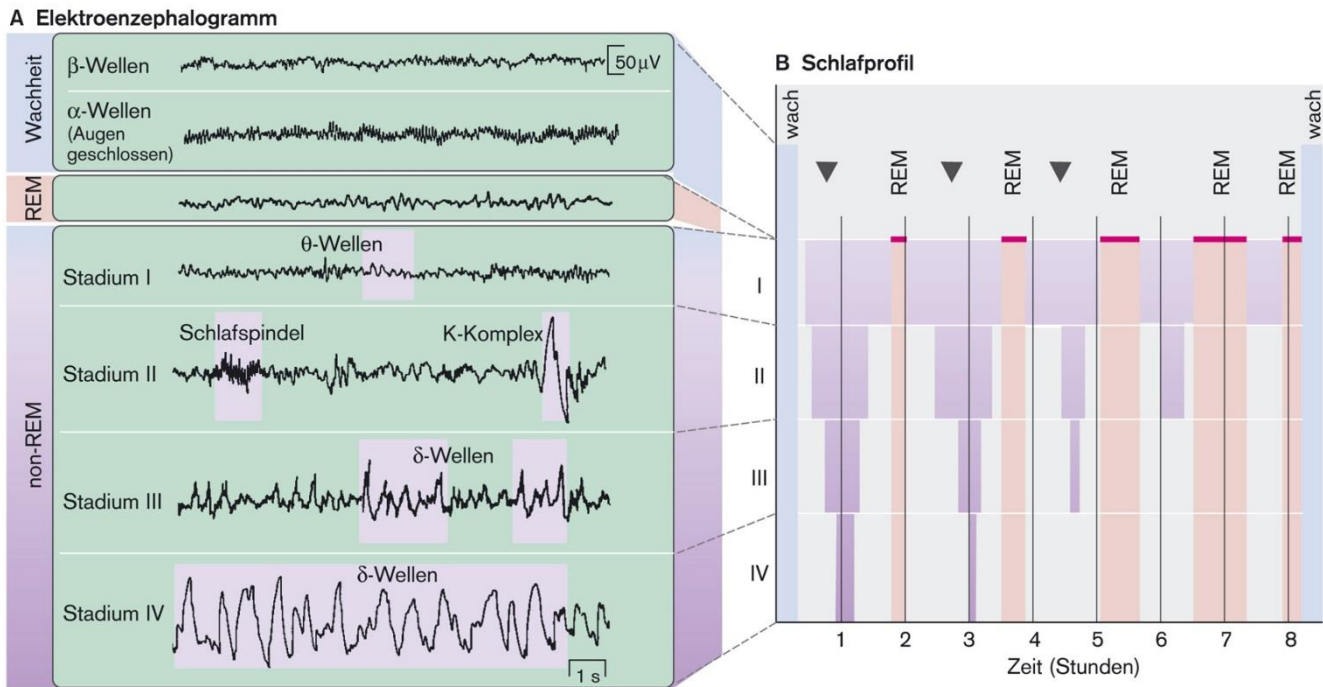 A Elektroenzephalogramm
Wachheit
β-Wellen
50 μV
α-Wellen
(Augen
geschlossen)
REM
non-REM
θ-Wellen
Stadium I
Schlafspindel
K-Komplex
Stadium II
δ-Wellen
Stadium III
δ-Wellen
Stadium IV
1 s
B Schlafprofil
wach
wach
REM
REM
REM
REM
REM
I
II
III
IV
1 2 3 4 5 6 7 8
Zeit (Stunden)